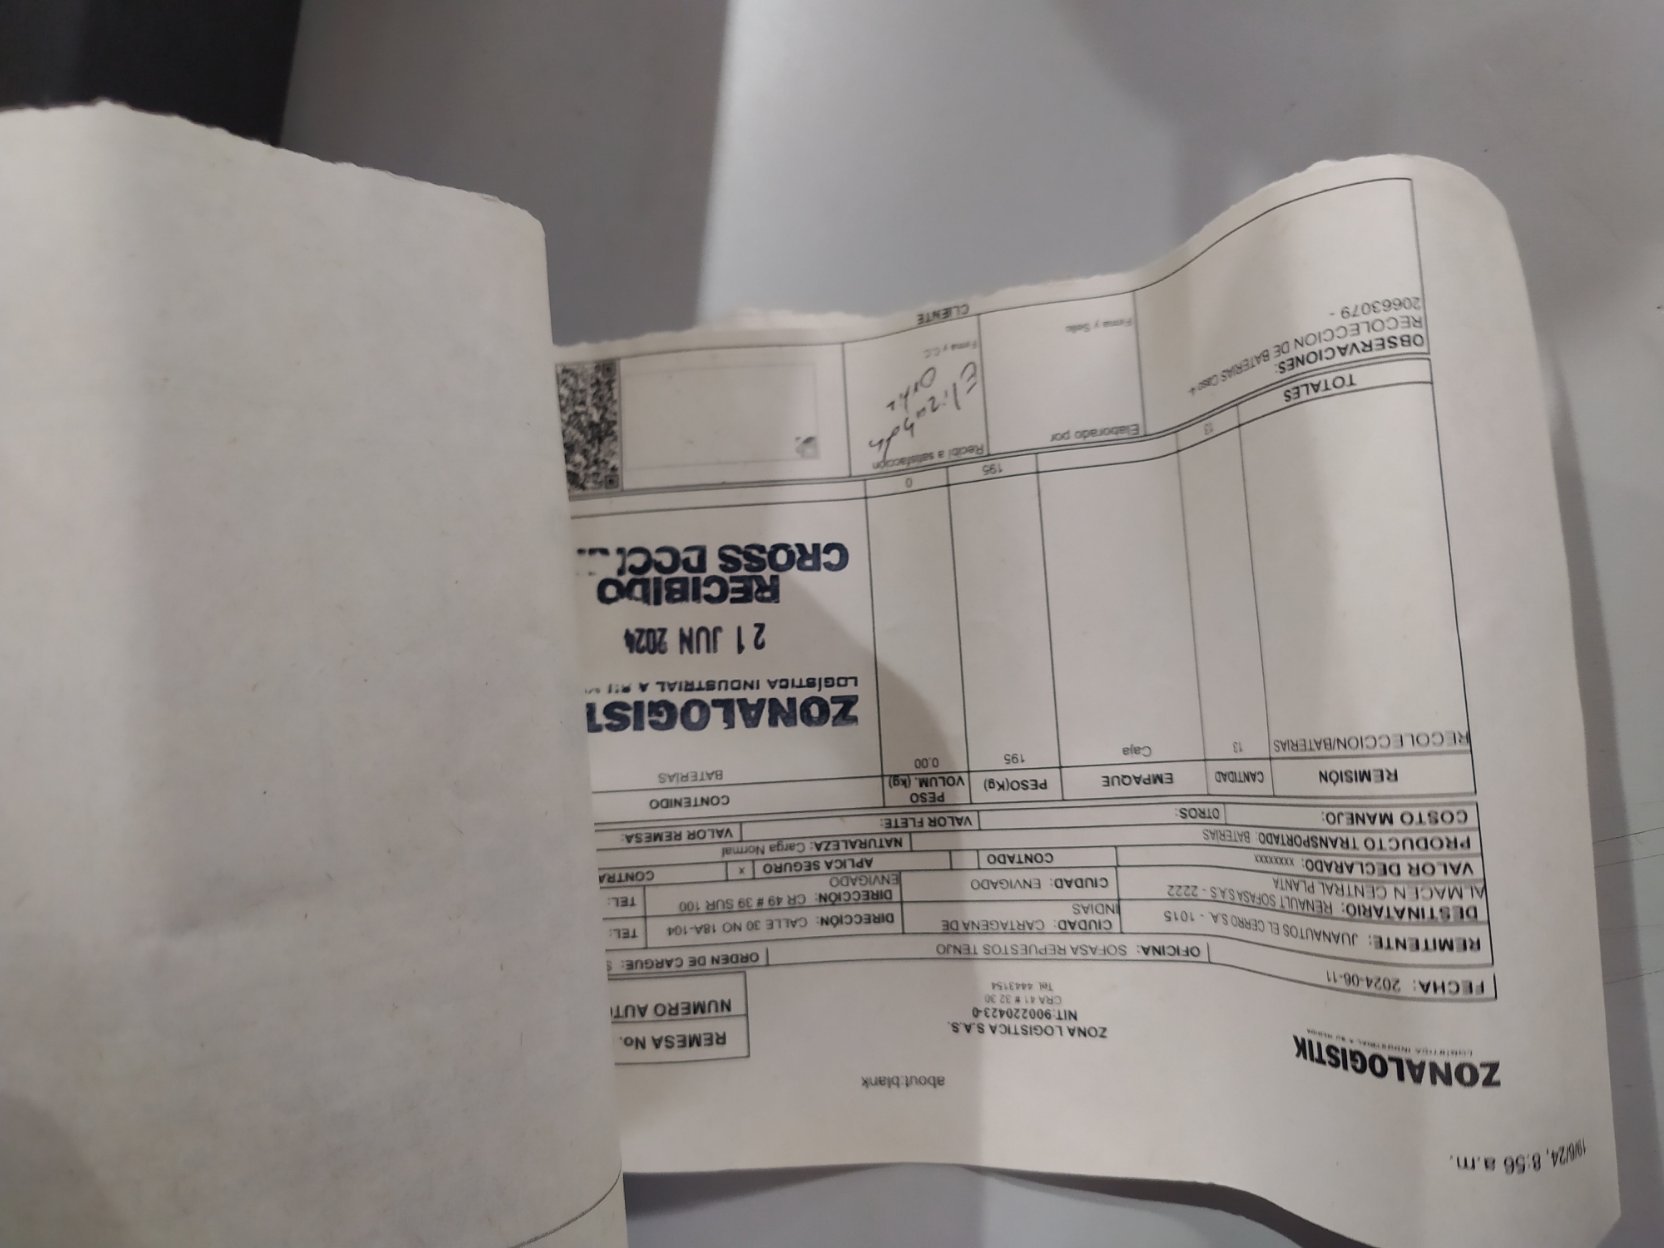 19/6/24, 8:56 a.m.
about:blank
ZONALOGISTIK
ZONA LOGISTICA S.A.S.
NIT:900220423-0
CRA 41 # 32 30
Tel. 4443154
REMESA No.
NUMERO AUT
FECHA: 2024-06-11
OFICINA: SOFASA REPUESTOS TENJO
ORDEN DE CARGUE: S
REMITENTE: JUANAUTOS EL CERRO S.A. - 1015
CIUDAD: CARTAGENA DE INDIAS
DIRECCIÓN: CALLE 30 NO 18A-104
TEL:
DESTINATARIO: RENAULT SOFASA S.A.S - 2222
ALMACEN CENTRAL PLANTA
CIUDAD: ENVIGADO
DIRECCIÓN: CR 49 # 39 SUR 100
ENVIGADO
TEL:
VALOR DECLARADO: xxxxxxxx
CONTADO
APLICA SEGURO x
CONTRA
PRODUCTO TRANSPORTADO: BATERIAS
NATURALEZA: Carga Normal
COSTO MANEJO:
OTROS:
VALOR FLETE:
VALOR REMESA:
REMISIÓN
CANTIDAD
EMPAQUE
PESO(Kg)
PESO VOLUM. (kg)
CONTENIDO
RECOLECCION/BATERIAS
13
Caja
195
0.00
BATERIAS
ZONALOGIST
LOGÍSTICA INDUSTRIAL A
21 JUN 2024
RECIBIDO
CROSS
TOTALES
13
195
0
OBSERVACIONES:
RECOLECCION DE BATERIAS Caso 4-
20663079 -
Elaborado por
Firma y Sello
Recibi a satisfacción
Firma y C.C.
CLIENTE